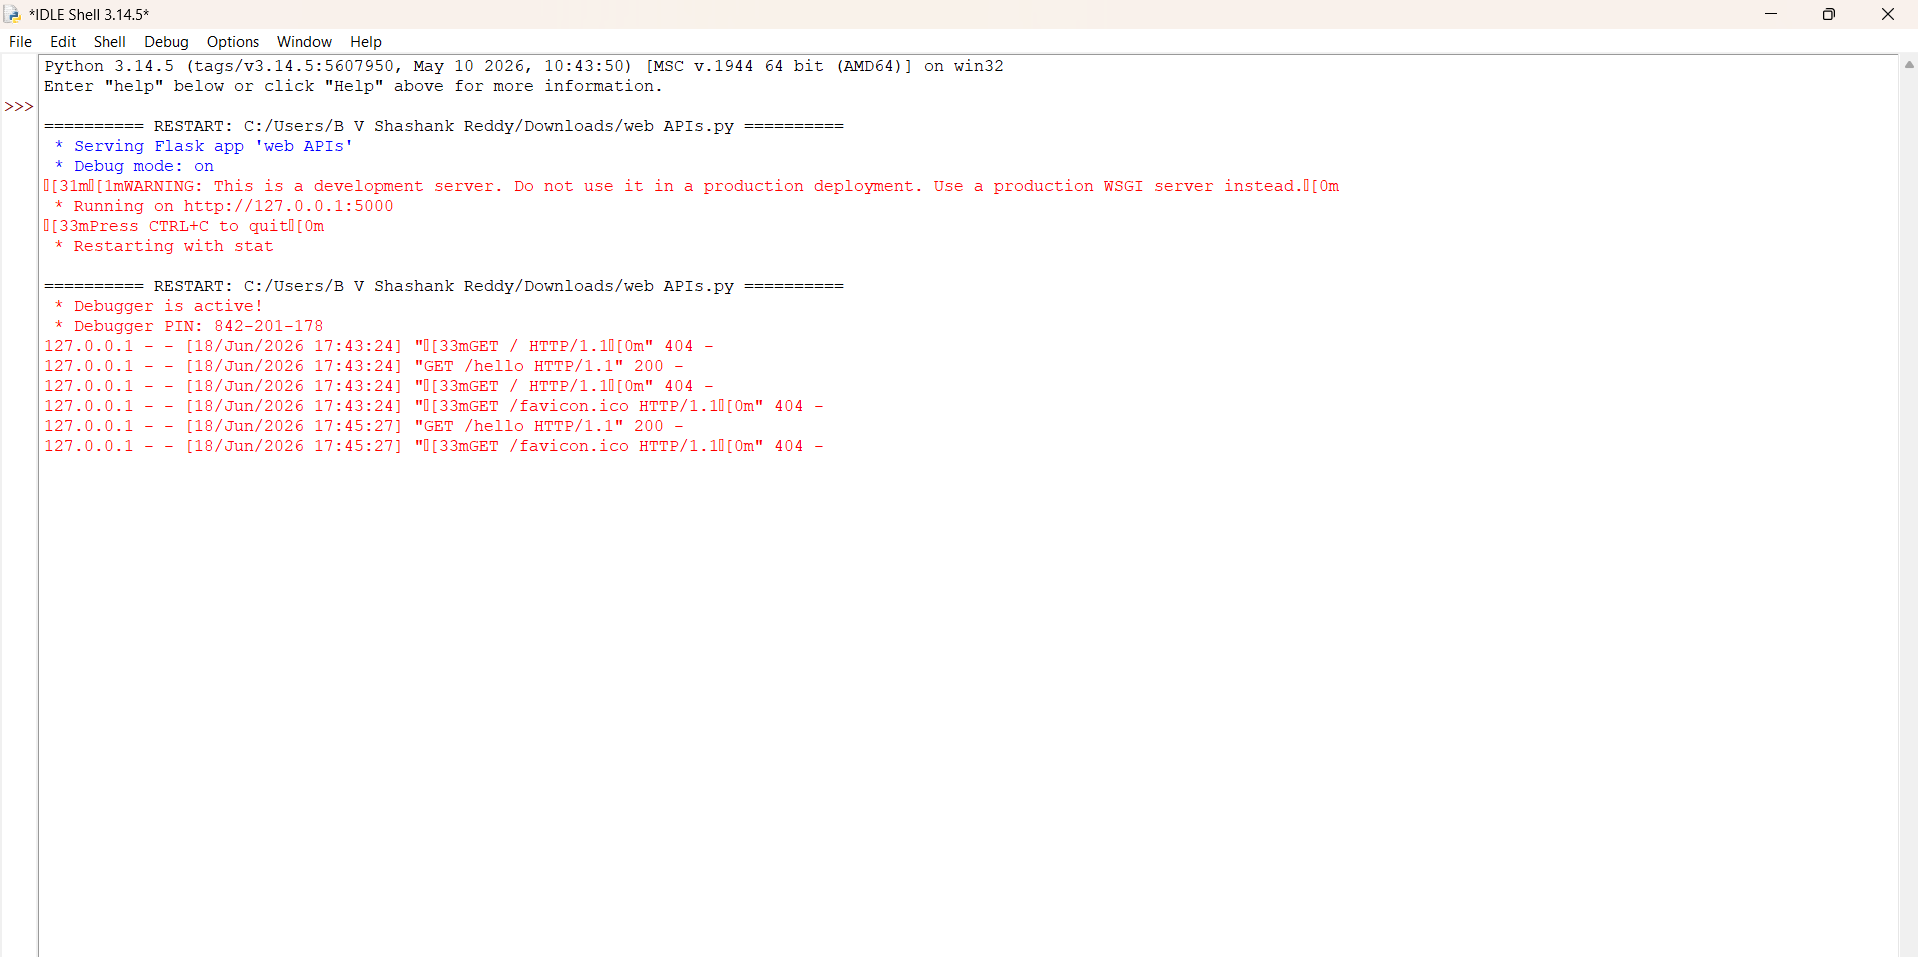 *IDLE Shell 3.14.5*
File Edit Shell Debug Options Window Help
Python 3.14.5 (tags/v3.14.5:5607950, May 10 2026, 10:43:50) [MSC v.1944 64 bit (AMD64)] on win32
Enter "help" below or click "Help" above for more information.
>>>
========== RESTART: C:/Users/B V Shashank Reddy/Downloads/web APIs.py ==========
 * Serving Flask app 'web APIs'
 * Debug mode: on
▯[31m▯[1mWARNING: This is a development server. Do not use it in a production deployment. Use a production WSGI server instead.▯[0m
 * Running on http://127.0.0.1:5000
▯[33mPress CTRL+C to quit▯[0m
 * Restarting with stat
========== RESTART: C:/Users/B V Shashank Reddy/Downloads/web APIs.py ==========
 * Debugger is active!
 * Debugger PIN: 842-201-178
127.0.0.1 - - [18/Jun/2026 17:43:24] "▯[33mGET / HTTP/1.1▯[0m" 404 -
127.0.0.1 - - [18/Jun/2026 17:43:24] "GET /hello HTTP/1.1" 200 -
127.0.0.1 - - [18/Jun/2026 17:43:24] "▯[33mGET / HTTP/1.1▯[0m" 404 -
127.0.0.1 - - [18/Jun/2026 17:43:24] "▯[33mGET /favicon.ico HTTP/1.1▯[0m" 404 -
127.0.0.1 - - [18/Jun/2026 17:45:27] "GET /hello HTTP/1.1" 200 -
127.0.0.1 - - [18/Jun/2026 17:45:27] "▯[33mGET /favicon.ico HTTP/1.1▯[0m" 404 -